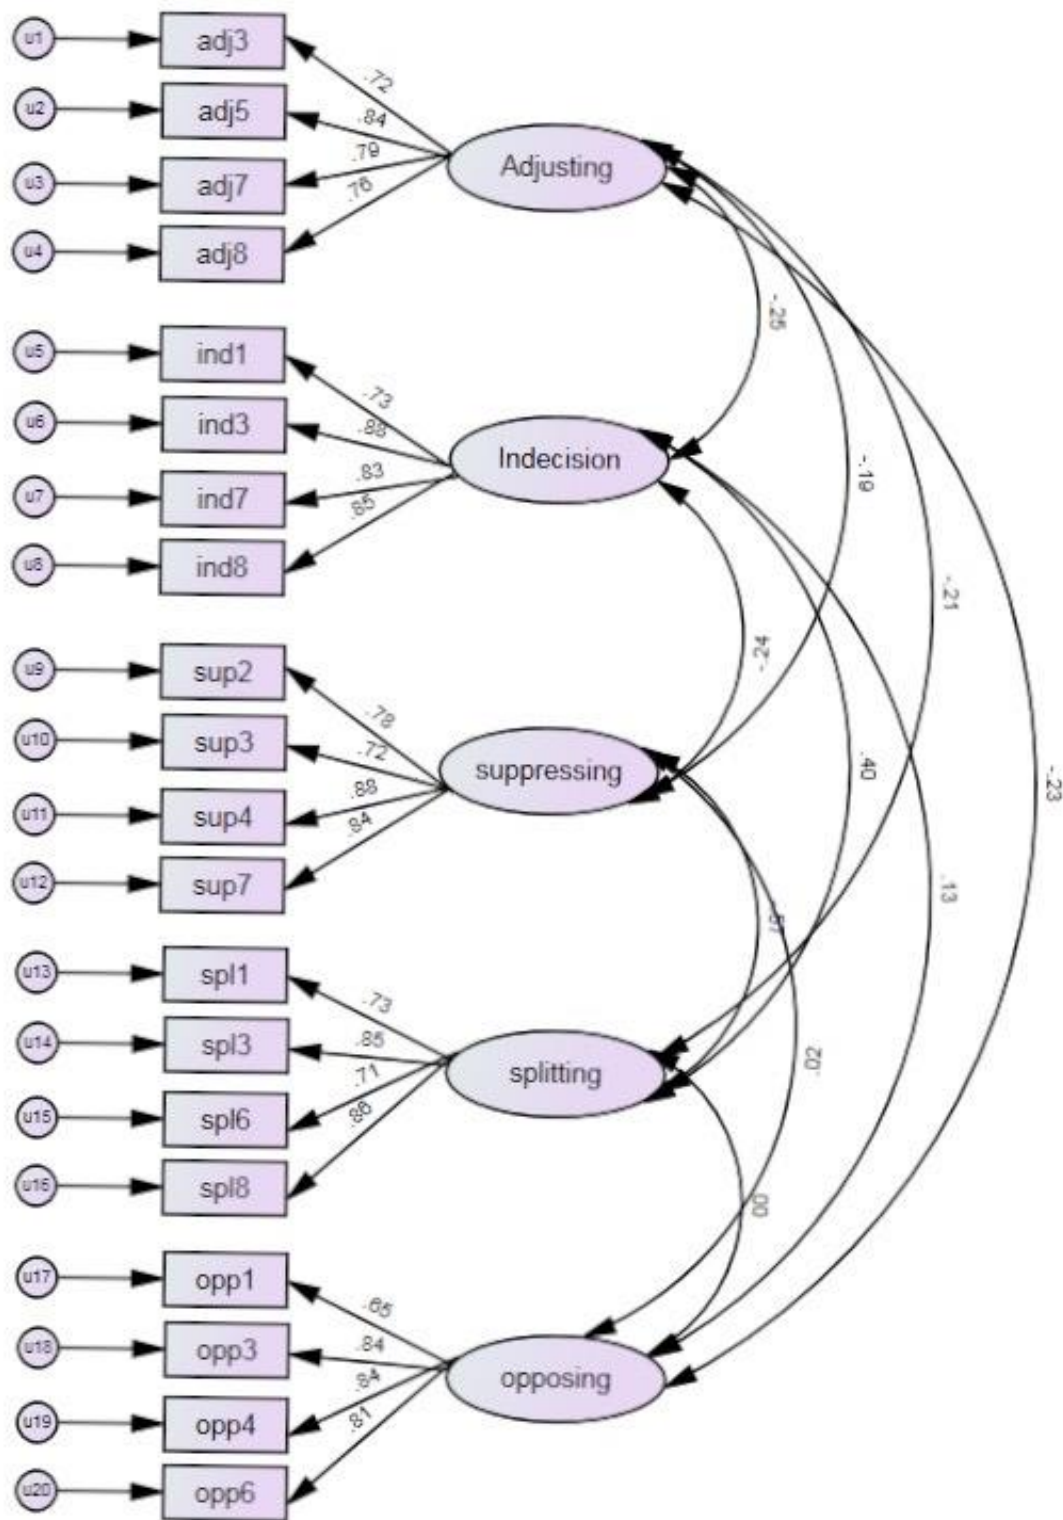 u1
adj3
.72
u2
adj5
.84
u3
adj7
.79
u4
adj8
.76
Adjusting
-.25
u5
ind1
.73
u6
ind3
.88
u7
ind7
.83
u8
ind8
.85
Indecision
-.19
-.21
-.24
u9
sup2
.78
u10
sup3
.72
u11
sup4
.88
u12
sup7
.84
suppressing
.40
-.23
.13
u13
spl1
.73
u14
spl3
.85
u15
spl6
.71
u16
spl8
.86
splitting
.02
.00
u17
opp1
.65
u18
opp3
.84
u19
opp4
.84
u20
opp6
.81
opposing